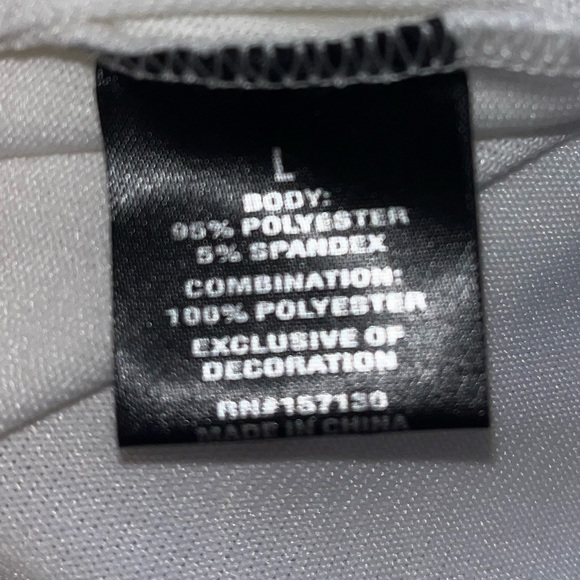 L
BODY:
95% POLYESTER
5% SPANDEX
COMBINATION:
100% POLYESTER
EXCLUSIVE OF
DECORATION
RN#157130
MADE IN CHINA